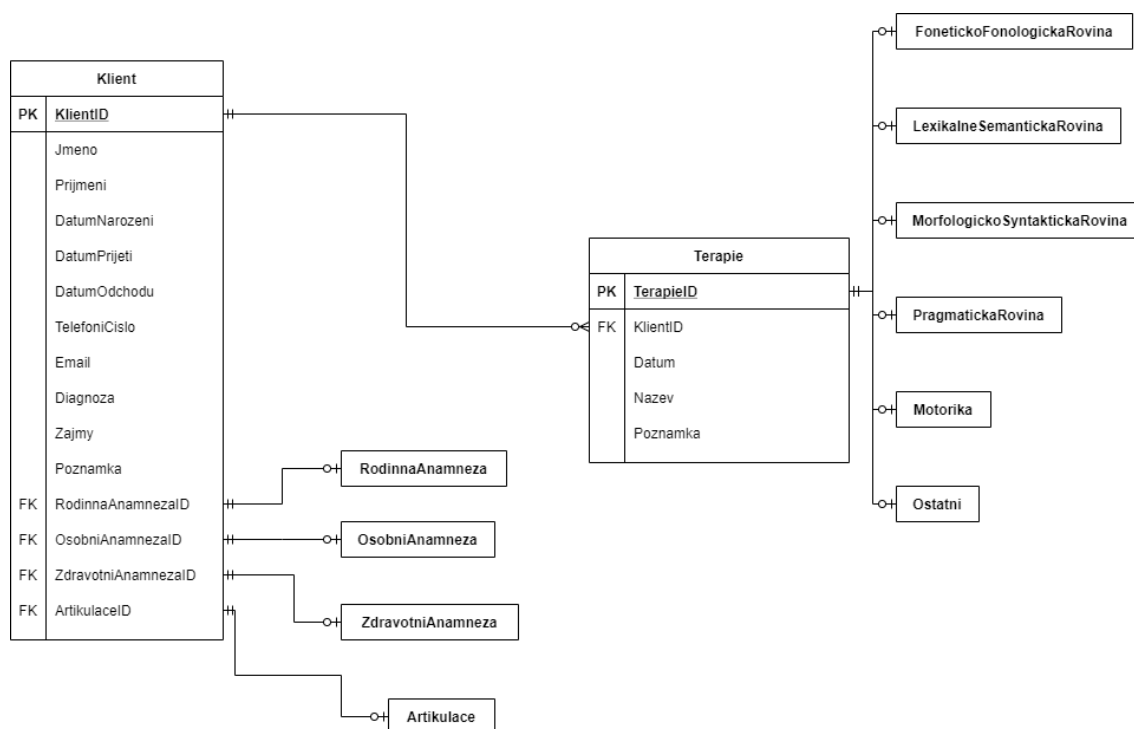 Klient
PK KlientID
Jmeno
Prijmeni
DatumNarozeni
DatumPrijeti
DatumOdchodu
TelefoniCislo
Email
Diagnoza
Zajmy
Poznamka
FK RodinnaAnamnezaID
FK OsobniAnamnezaID
FK ZdravotniAnamnezaID
FK ArtikulaceID
RodinnaAnamneza
OsobniAnamneza
ZdravotniAnamneza
Artikulace
Terapie
PK TerapieID
FK KlientID
Datum
Nazev
Poznamka
FonetickoFonologickaRovina
LexikalneSemantickaRovina
MorfologickoSyntaktickaRovina
PragmatickaRovina
Motorika
Ostatni